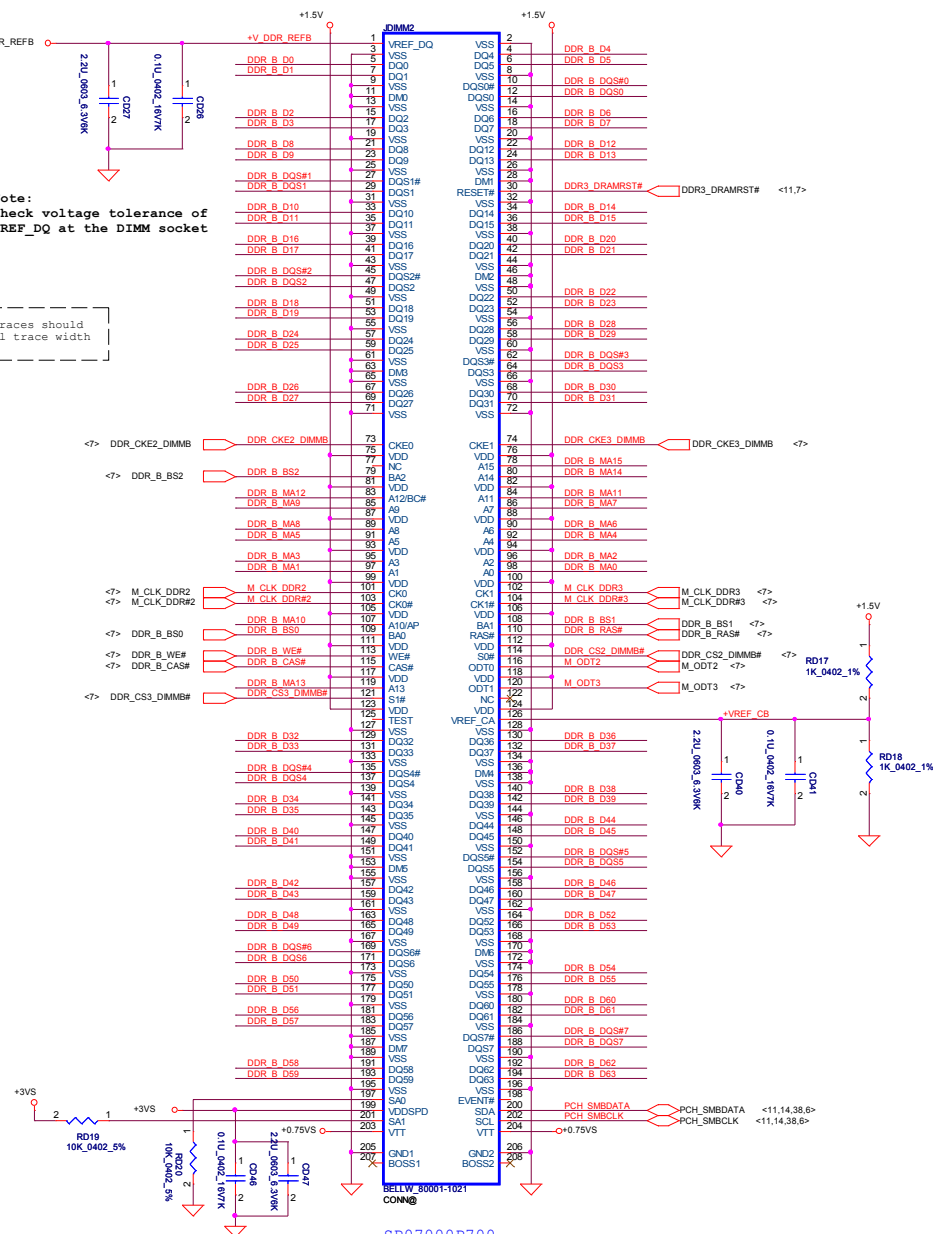 +1.5V
+1.5V
JDIMM2
R_REFB
+V_DDR_REFB
1 VREF_DQ VSS 2
3 VSS DQ4 4 DDR_B_D4
DDR_B_D0 5 DQ0 DQ5 6 DDR_B_D5
DDR_B_D1 7 DQ1 VSS 8
9 VSS DQS0# 10 DDR_B_DQS#0
11 DM0 DQS0 12 DDR_B_DQS0
13 VSS VSS 14
DDR_B_D2 15 DQ2 DQ6 16 DDR_B_D6
DDR_B_D3 17 DQ3 DQ7 18 DDR_B_D7
19 VSS VSS 20
DDR_B_D8 21 DQ8 DQ12 22 DDR_B_D12
DDR_B_D9 23 DQ9 DQ13 24 DDR_B_D13
25 VSS VSS 26
DDR_B_DQS#1 27 DQS1# DM1 28
DDR_B_DQS1 29 DQS1 RESET# 30 DDR3_DRAMRST# DDR3_DRAMRST# <11,7>
31 VSS VSS 32
DDR_B_D10 33 DQ10 DQ14 34 DDR_B_D14
DDR_B_D11 35 DQ11 DQ15 36 DDR_B_D15
37 VSS VSS 38
DDR_B_D16 39 DQ16 DQ20 40 DDR_B_D20
DDR_B_D17 41 DQ17 DQ21 42 DDR_B_D21
43 VSS VSS 44
DDR_B_DQS#2 45 DQS2# DM2 46
DDR_B_DQS2 47 DQS2 VSS 48
49 VSS DQ22 50 DDR_B_D22
DDR_B_D18 51 DQ18 DQ23 52 DDR_B_D23
DDR_B_D19 53 DQ19 VSS 54
55 VSS DQ28 56 DDR_B_D28
DDR_B_D24 57 DQ24 DQ29 58 DDR_B_D29
DDR_B_D25 59 DQ25 VSS 60
61 VSS DQS3# 62 DDR_B_DQS#3
63 DM3 DQS3 64 DDR_B_DQS3
65 VSS VSS 66
DDR_B_D26 67 DQ26 DQ30 68 DDR_B_D30
DDR_B_D27 69 DQ27 DQ31 70 DDR_B_D31
71 VSS VSS 72
<7> DDR_CKE2_DIMMB DDR_CKE2_DIMMB 73 CKE0 CKE1 74 DDR_CKE3_DIMMB DDR_CKE3_DIMMB <7>
75 VDD VDD 76
77 NC A15 78 DDR_B_MA15
<7> DDR_B_BS2 DDR_B_BS2 79 BA2 A14 80 DDR_B_MA14
81 VDD VDD 82
DDR_B_MA12 83 A12/BC# A11 84 DDR_B_MA11
DDR_B_MA9 85 A9 A7 86 DDR_B_MA7
87 VDD VDD 88
DDR_B_MA8 89 A8 A6 90 DDR_B_MA6
DDR_B_MA5 91 A5 A4 92 DDR_B_MA4
93 VDD VDD 94
DDR_B_MA3 95 A3 A2 96 DDR_B_MA2
DDR_B_MA1 97 A1 A0 98 DDR_B_MA0
99 VDD VDD 100
<7> M_CLK_DDR2 M_CLK_DDR2 101 CK0 CK1 102 M_CLK_DDR3 M_CLK_DDR3 <7>
<7> M_CLK_DDR#2 M_CLK_DDR#2 103 CK0# CK1# 104 M_CLK_DDR#3 M_CLK_DDR#3 <7>
105 VDD VDD 106
DDR_B_MA10 107 A10/AP BA1 108 DDR_B_BS1 DDR_B_BS1 <7>
<7> DDR_B_BS0 DDR_B_BS0 109 BA0 RAS# 110 DDR_B_RAS# DDR_B_RAS# <7>
111 VDD VDD 112
<7> DDR_B_WE# DDR_B_WE# 113 WE# S0# 114 DDR_CS2_DIMMB# DDR_CS2_DIMMB# <7>
<7> DDR_B_CAS# DDR_B_CAS# 115 CAS# ODT0 116 M_ODT2 M_ODT2 <7>
117 VDD VDD 118
DDR_B_MA13 119 A13 ODT1 120 M_ODT3 M_ODT3 <7>
<7> DDR_CS3_DIMMB# DDR_CS3_DIMMB# 121 S1# NC 122
123 VDD VDD 124
125 TEST VREF_CA 126 +VREF_CB
127 VSS VSS 128
DDR_B_D32 129 DQ32 DQ36 130 DDR_B_D36
DDR_B_D33 131 DQ33 DQ37 132 DDR_B_D37
133 VSS VSS 134
DDR_B_DQS#4 135 DQS4# DM4 136
DDR_B_DQS4 137 DQS4 VSS 138
139 VSS DQ38 140 DDR_B_D38
DDR_B_D34 141 DQ34 DQ39 142 DDR_B_D39
DDR_B_D35 143 DQ35 VSS 144
145 VSS DQ44 146 DDR_B_D44
DDR_B_D40 147 DQ40 DQ45 148 DDR_B_D45
DDR_B_D41 149 DQ41 VSS 150
151 VSS DQS5# 152 DDR_B_DQS#5
153 DM5 DQS5 154 DDR_B_DQS5
155 VSS VSS 156
DDR_B_D42 157 DQ42 DQ46 158 DDR_B_D46
DDR_B_D43 159 DQ43 DQ47 160 DDR_B_D47
161 VSS VSS 162
DDR_B_D48 163 DQ48 DQ52 164 DDR_B_D52
DDR_B_D49 165 DQ49 DQ53 166 DDR_B_D53
167 VSS VSS 168
DDR_B_DQS#6 169 DQS6# DM6 170
DDR_B_DQS6 171 DQS6 VSS 172
173 VSS DQ54 174 DDR_B_D54
DDR_B_D50 175 DQ50 DQ55 176 DDR_B_D55
DDR_B_D51 177 DQ51 VSS 178
179 VSS DQ60 180 DDR_B_D60
DDR_B_D56 181 DQ56 DQ61 182 DDR_B_D61
DDR_B_D57 183 DQ57 VSS 184
185 VSS DQS7# 186 DDR_B_DQS#7
187 DM7 DQS7 188 DDR_B_DQS7
189 VSS VSS 190
DDR_B_D58 191 DQ58 DQ62 192 DDR_B_D62
DDR_B_D59 193 DQ59 DQ63 194 DDR_B_D63
195 VSS VSS 196
197 SA0 EVENT# 198
+3VS 199 VDDSPD SDA 200 PCH_SMBDATA PCH_SMBDATA <11,14,38,6>
201 SA1 SCL 202 PCH_SMBCLK PCH_SMBCLK <11,14,38,6>
+0.75VS 203 VTT VTT 204 +0.75VS
205 GND1 GND2 206
207 BOSS1 BOSS2 208
BELLW_80001-1021
CONN@
2.2U_0603_6.3V6K
1
2
CD27
0.1U_0402_16V7K
1
2
CD26
ote:
heck voltage tolerance of
REF_DQ at the DIMM socket
races should
l trace width
+1.5V
1
RD17
1K_0402_1%
2
1
RD18
1K_0402_1%
2
2.2U_0603_6.3V6K
1
2
CD40
0.1U_0402_16V7K
1
2
CD41
+3VS
2 1
RD19
10K_0402_5%
1
2
RD20
10K_0402_5%
0.1U_0402_16V7K
1
2
CD46
2.2U_0603_6.3V6K
1
2
CD47